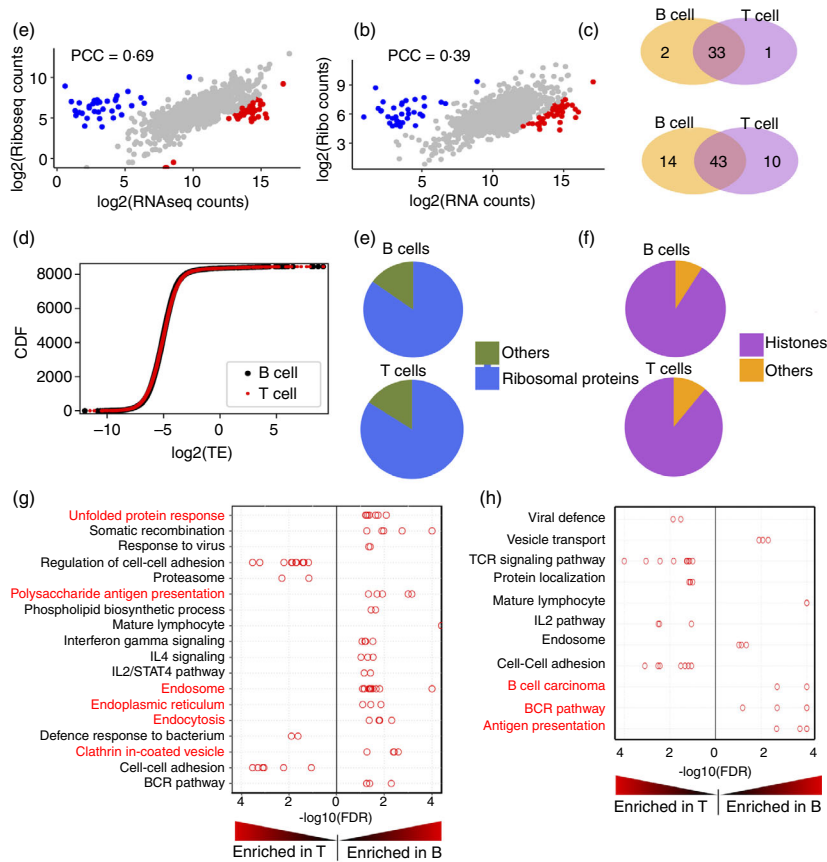 (e)
PCC = 0·69
log2(Riboseq counts)
10
5
0
0
5
10
15
log2(RNAseq counts)
(b)
PCC = 0·39
log2(Ribo counts)
9
6
3
5
10
15
log2(RNA counts)
(c)
B cell
T cell
2
33
1
B cell
T cell
14
43
10
(d)
CDF
8000
6000
4000
2000
0
B cell
T cell
–10
–5
0
5
log2(TE)
(e)
B cells
T cells
Others
Ribosomal proteins
(f)
B cells
T cells
Histones
Others
(g)
Unfolded protein response
Somatic recombination
Response to virus
Regulation of cell-cell adhesion
Proteasome
Polysaccharide antigen presentation
Phospholipid biosynthetic process
Mature lymphocyte
Interferon gamma signaling
IL4 signaling
IL2/STAT4 pathway
Endosome
Endoplasmic reticulum
Endocytosis
Defence response to bacterium
Clathrin in-coated vesicle
Cell-cell adhesion
BCR pathway
4
2
0
2
4
-log10(FDR)
Enriched in T
Enriched in B
(h)
Viral defence
Vesicle transport
TCR signaling pathway
Protein localization
Mature lymphocyte
IL2 pathway
Endosome
Cell-Cell adhesion
B cell carcinoma
BCR pathway
Antigen presentation
4
2
0
2
4
-log10(FDR)
Enriched in T
Enriched in B